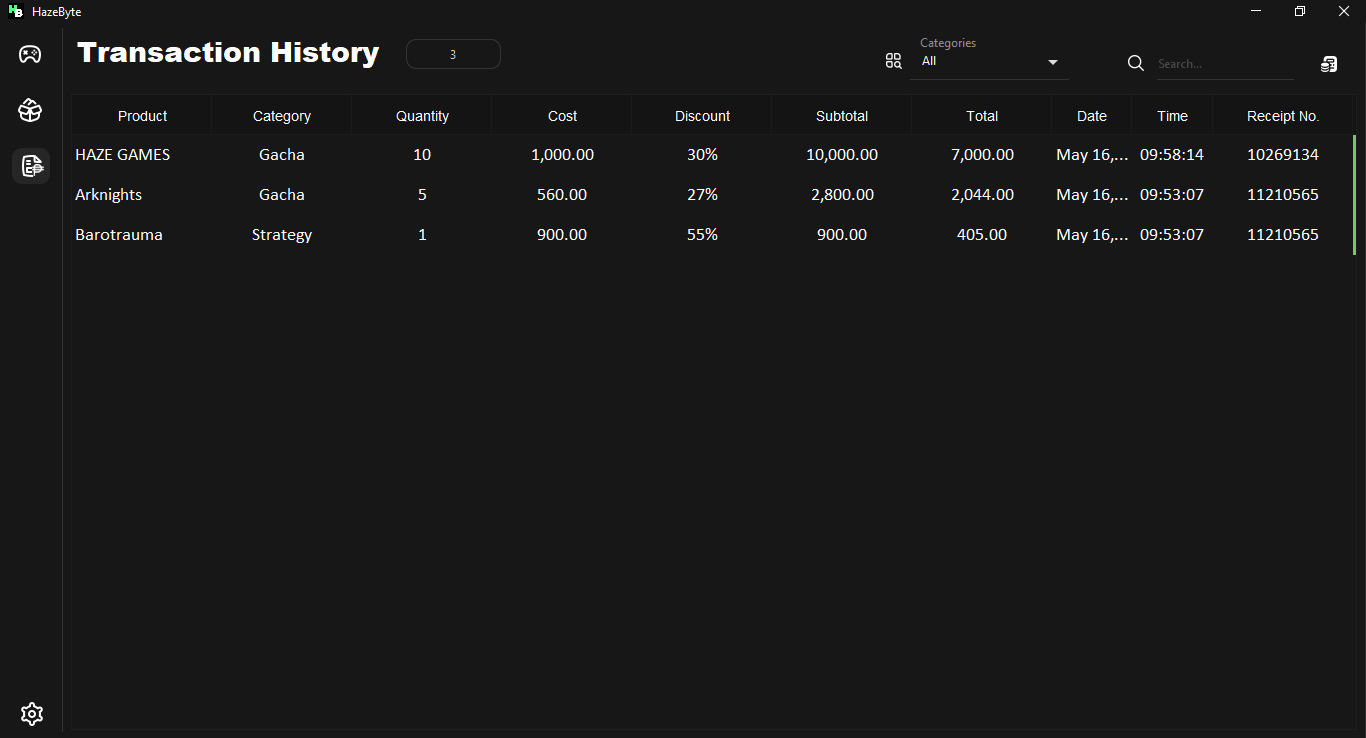 HB HazeByte
Transaction History 3
Categories
All
Search...
Product Category Quantity Cost Discount Subtotal Total Date Time Receipt No.
HAZE GAMES Gacha 10 1,000.00 30% 10,000.00 7,000.00 May 16,... 09:58:14 10269134
Arknights Gacha 5 560.00 27% 2,800.00 2,044.00 May 16,... 09:53:07 11210565
Barotrauma Strategy 1 900.00 55% 900.00 405.00 May 16,... 09:53:07 11210565